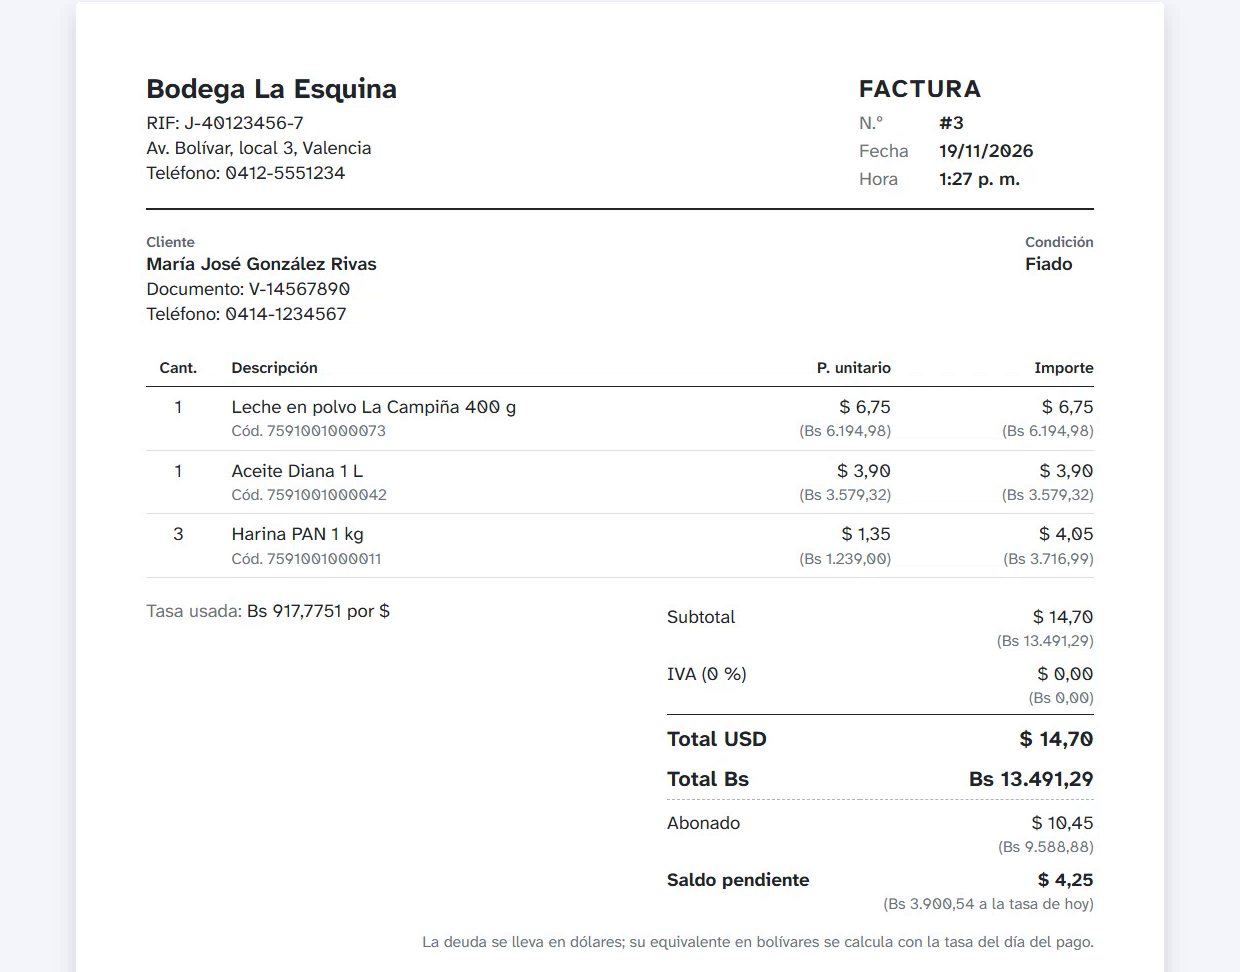 Bodega La Esquina
RIF: J-40123456-7
Av. Bolívar, local 3, Valencia
Teléfono: 0412-5551234
FACTURA
N.º #3
Fecha 19/11/2026
Hora 1:27 p. m.
Cliente
María José González Rivas
Documento: V-14567890
Teléfono: 0414-1234567
Condición
Fiado
Cant. Descripción P. unitario Importe
1 Leche en polvo La Campiña 400 g $ 6,75 $ 6,75
Cód. 7591001000073 (Bs 6.194,98) (Bs 6.194,98)
1 Aceite Diana 1 L $ 3,90 $ 3,90
Cód. 7591001000042 (Bs 3.579,32) (Bs 3.579,32)
3 Harina PAN 1 kg $ 1,35 $ 4,05
Cód. 7591001000011 (Bs 1.239,00) (Bs 3.716,99)
Tasa usada: Bs 917,7751 por $
Subtotal $ 14,70
(Bs 13.491,29)
IVA (0 %) $ 0,00
(Bs 0,00)
Total USD $ 14,70
Total Bs Bs 13.491,29
Abonado $ 10,45
(Bs 9.588,88)
Saldo pendiente $ 4,25
(Bs 3.900,54 a la tasa de hoy)
La deuda se lleva en dólares; su equivalente en bolívares se calcula con la tasa del día del pago.